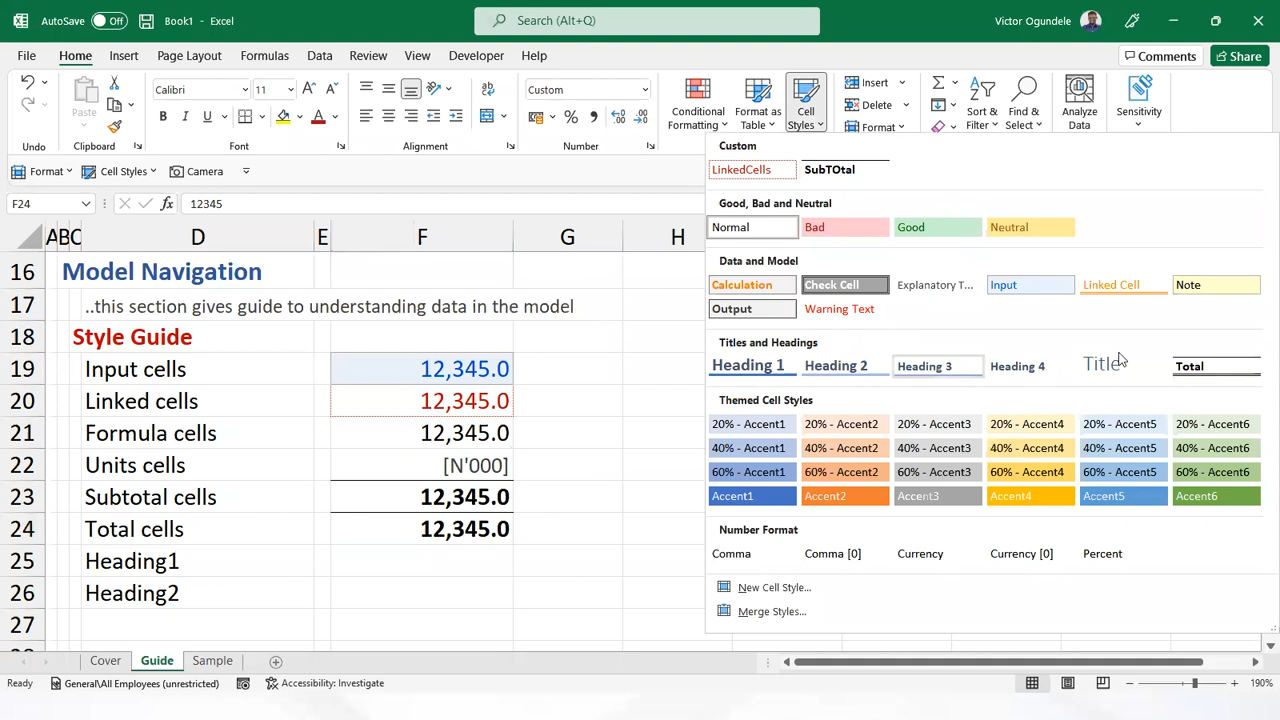 AutoSave Off Book1 - Excel Search (Alt+Q) Victor Ogundele
File Home Insert Page Layout Formulas Data Review View Developer Help Comments Share
Calibri 11 Custom Insert
Paste B I U Conditional Formatting Format as Table Cell Styles Delete Sort & Filter Find & Select Analyze Data Sensitivity
Format
Undo Clipboard Font Alignment Number
Format Cell Styles Camera
F24 fx 12345
A B C D E F G H
16 Model Navigation
17 ..this section gives guide to understanding data in the model
18 Style Guide
19 Input cells 12,345.0
20 Linked cells 12,345.0
21 Formula cells 12,345.0
22 Units cells [N'000]
23 Subtotal cells 12,345.0
24 Total cells 12,345.0
25 Heading1
26 Heading2
27
Custom
LinkedCells SubTOtal
Good, Bad and Neutral
Normal Bad Good Neutral
Data and Model
Calculation Check Cell Explanatory T... Input Linked Cell Note
Output Warning Text
Titles and Headings
Heading 1 Heading 2 Heading 3 Heading 4 Title Total
Themed Cell Styles
20% - Accent1 20% - Accent2 20% - Accent3 20% - Accent4 20% - Accent5 20% - Accent6
40% - Accent1 40% - Accent2 40% - Accent3 40% - Accent4 40% - Accent5 40% - Accent6
60% - Accent1 60% - Accent2 60% - Accent3 60% - Accent4 60% - Accent5 60% - Accent6
Accent1 Accent2 Accent3 Accent4 Accent5 Accent6
Number Format
Comma Comma [0] Currency Currency [0] Percent
New Cell Style...
Merge Styles...
Cover Guide Sample
Ready General\All Employees (unrestricted) Accessibility: Investigate 190%